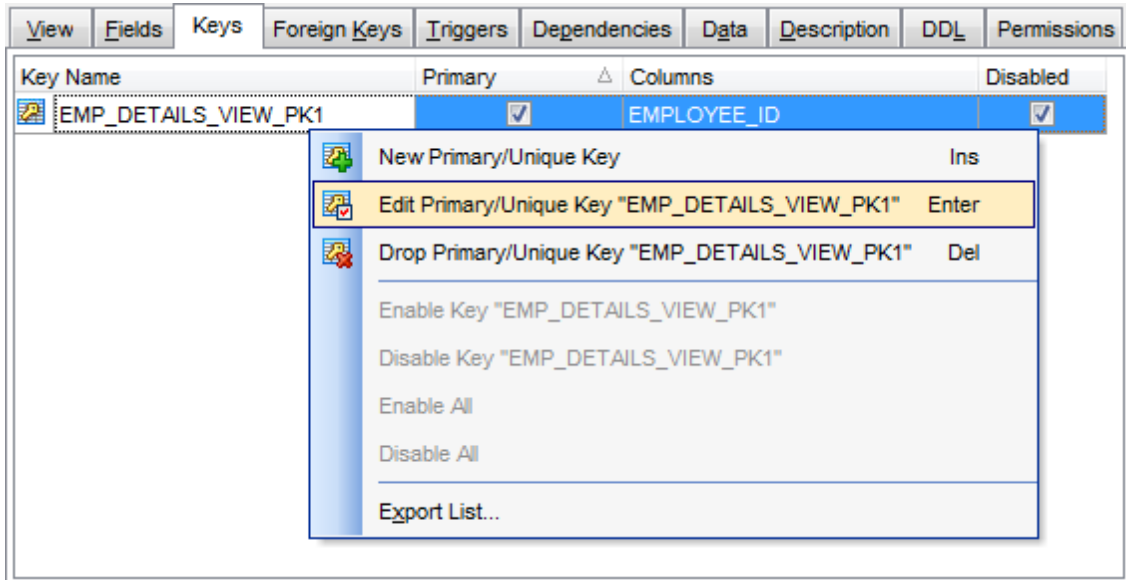 View Fields Keys Foreign Keys Triggers Dependencies Data Description DDL Permissions
Key Name Primary Columns Disabled
EMP_DETAILS_VIEW_PK1 EMPLOYEE_ID
New Primary/Unique Key Ins
Edit Primary/Unique Key "EMP_DETAILS_VIEW_PK1" Enter
Drop Primary/Unique Key "EMP_DETAILS_VIEW_PK1" Del
Enable Key "EMP_DETAILS_VIEW_PK1"
Disable Key "EMP_DETAILS_VIEW_PK1"
Enable All
Disable All
Export List...